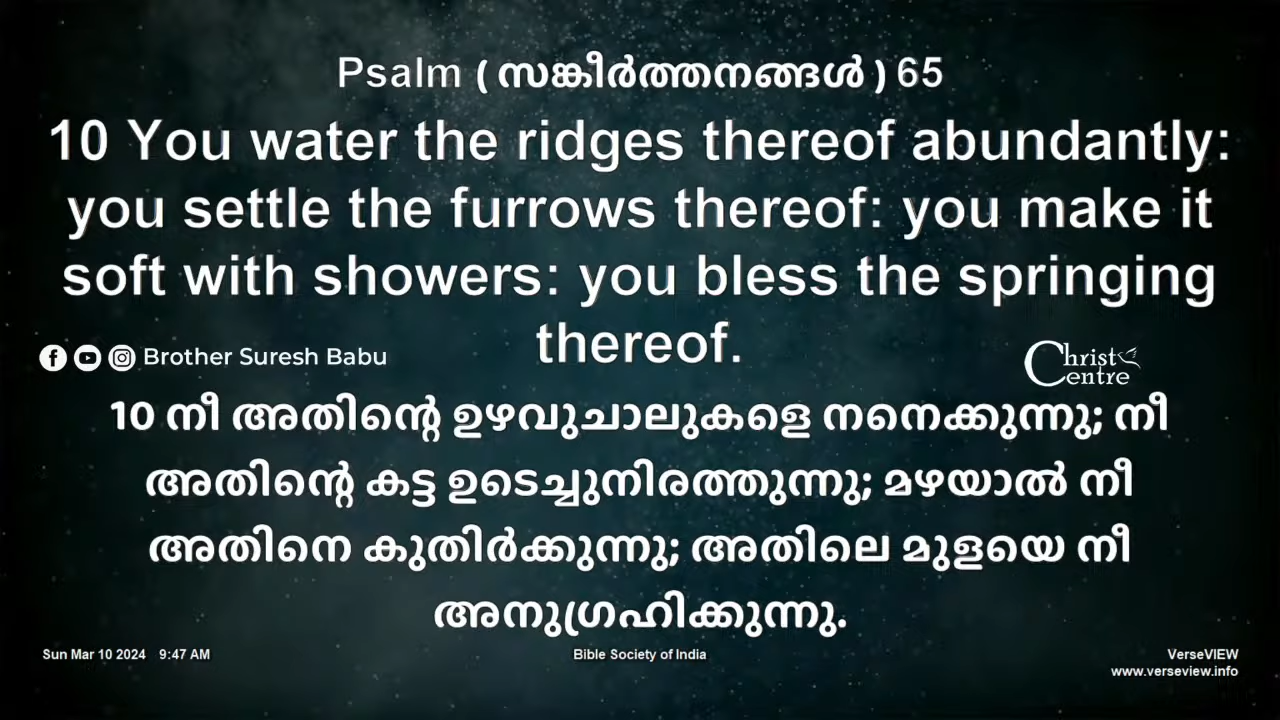 Psalm ( സങ്കീർത്തനങ്ങൾ ) 65
10 You water the ridges thereof abundantly:
you settle the furrows thereof: you make it
soft with showers: you bless the springing
thereof.
Brother Suresh Babu
Christ
Centre
10 നീ അതിന്റെ ഉഴവുചാലുകളെ നനെക്കുന്നു; നീ
അതിന്റെ കട്ട ഉടെച്ചുനിരത്തുന്നു; മഴയാൽ നീ
അതിനെ കുതിർക്കുന്നു; അതിലെ മുളയെ നീ
അനുഗ്രഹിക്കുന്നു.
Sun Mar 10 2024 9:47 AM
Bible Society of India
VerseVIEW
www.verseview.info